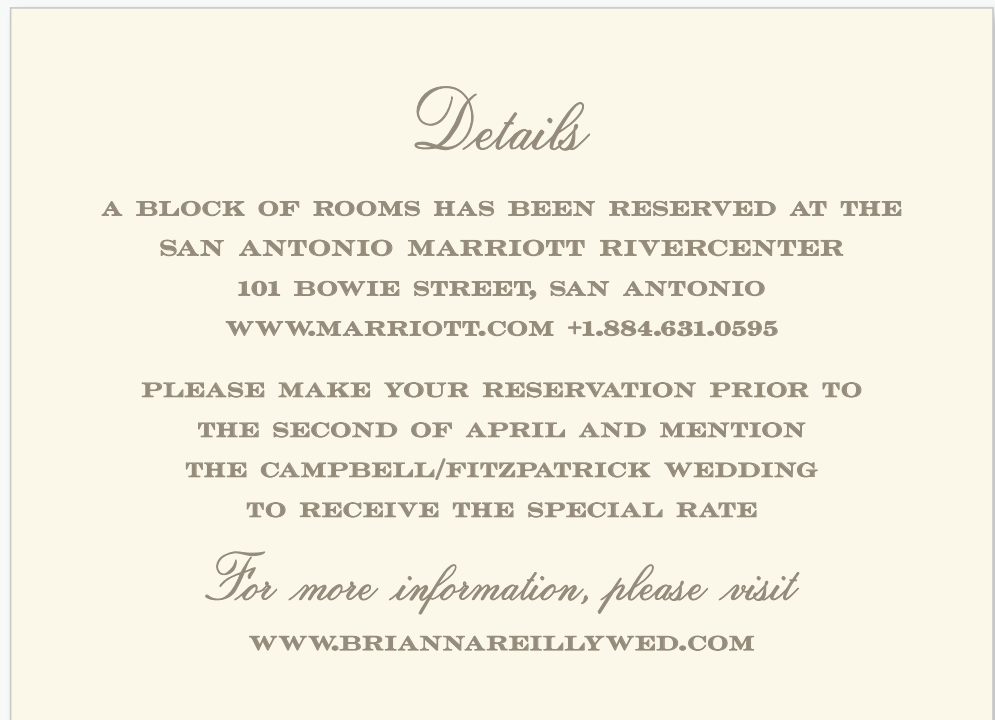 Details
A BLOCK OF ROOMS HAS BEEN RESERVED AT THE
SAN ANTONIO MARRIOTT RIVERCENTER
101 BOWIE STREET, SAN ANTONIO
WWW.MARRIOTT.COM +1.884.631.0595
PLEASE MAKE YOUR RESERVATION PRIOR TO
THE SECOND OF APRIL AND MENTION
THE CAMPBELL/FITZPATRICK WEDDING
TO RECEIVE THE SPECIAL RATE
For more information, please visit
WWW.BRIANNAREILLYWED.COM